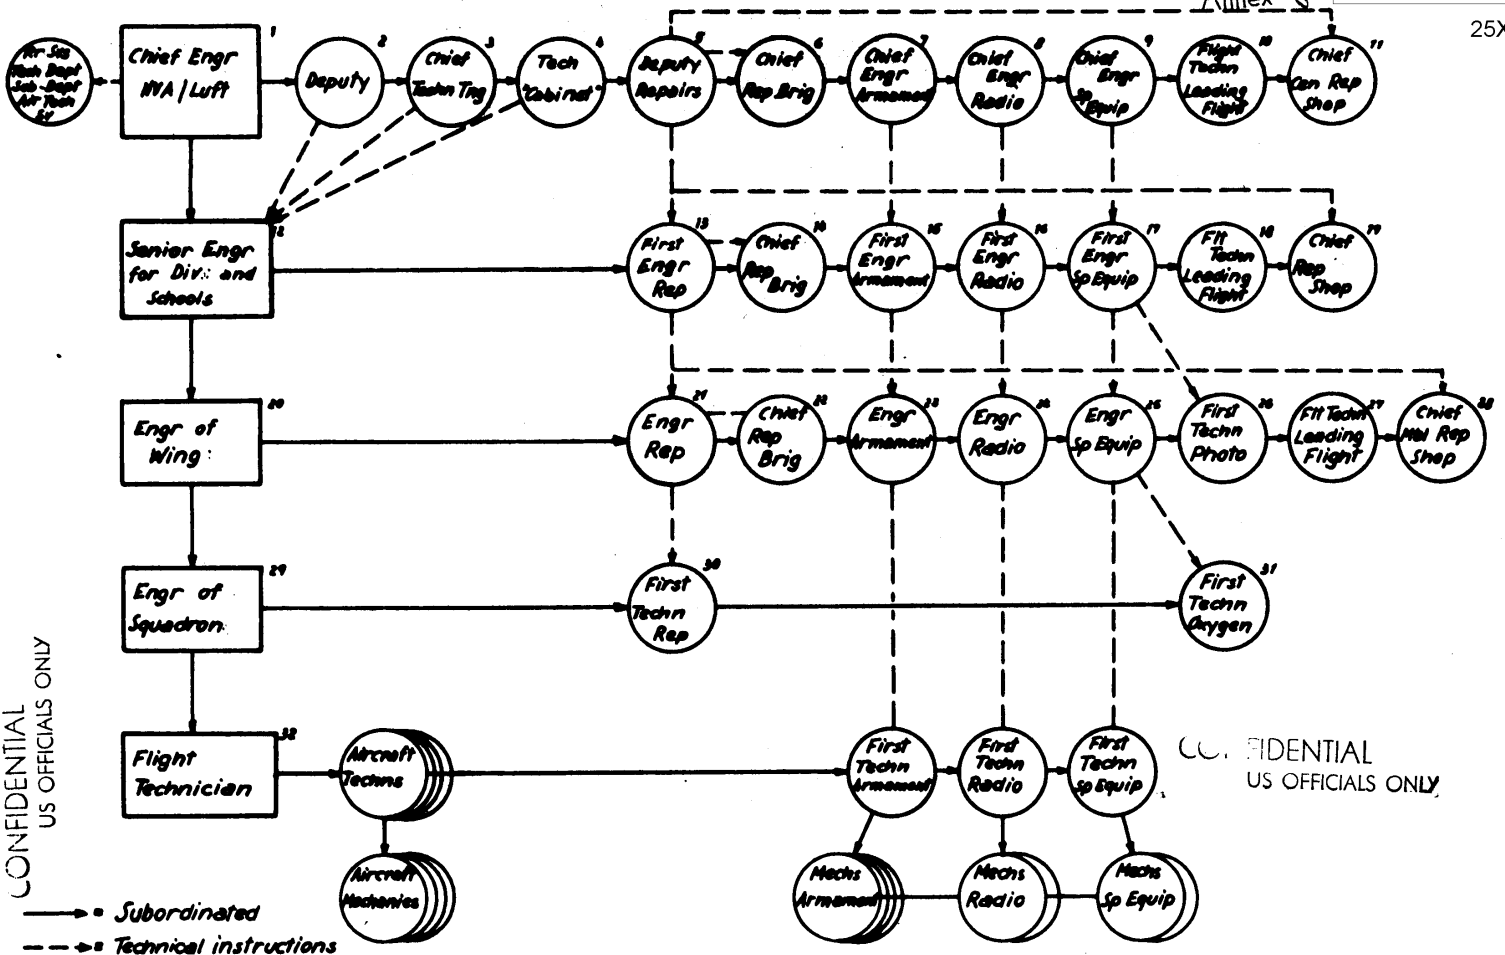 Annex
25X
Air Sec
Tech Dept
Sub-Dept
Air Tech
Sv
1
Chief Engr
NVA/Luft
2
Deputy
3
Chief
Techn Tng
4
Tech
"Cabinet"
5
Deputy
Repairs
6
Chief
Rep Brig
7
Chief
Engr
Armament
8
Chief
Engr
Radio
9
Chief
Engr
Sp
Equip
10
Flight
Techn
Leading
Flight
11
Chief
Cen Rep
Shop
12
Senior Engr
for Div. and
Schools
13
First
Engr
Rep
14
Chief
Rep
Brig
15
First
Engr
Armament
16
First
Engr
Radio
17
First
Engr
Sp Equip
18
Flt
Techn
Leading
Flight
19
Chief
Rep
Shop
20
Engr of
Wing
21
Engr
Rep
22
Chief
Rep
Brig
23
Engr
Armament
24
Engr
Radio
25
Engr
Sp Equip
26
First
Techn
Photo
27
Flt Techn
Leading
Flight
28
Chief
Mbl Rep
Shop
29
Engr of
Squadron
30
First
Techn
Rep
31
First
Techn
Oxygen
32
Flight
Technician
Aircraft
Techns
First
Techn
Armament
First
Techn
Radio
First
Techn
Sp Equip
Aircraft
Mechanics
Mechs
Armament
Mechs
Radio
Mechs
Sp Equip
CONFIDENTIAL
US OFFICIALS ONLY
CO FIDENTIAL
US OFFICIALS ONLY
= Subordinated
= Technical instructions